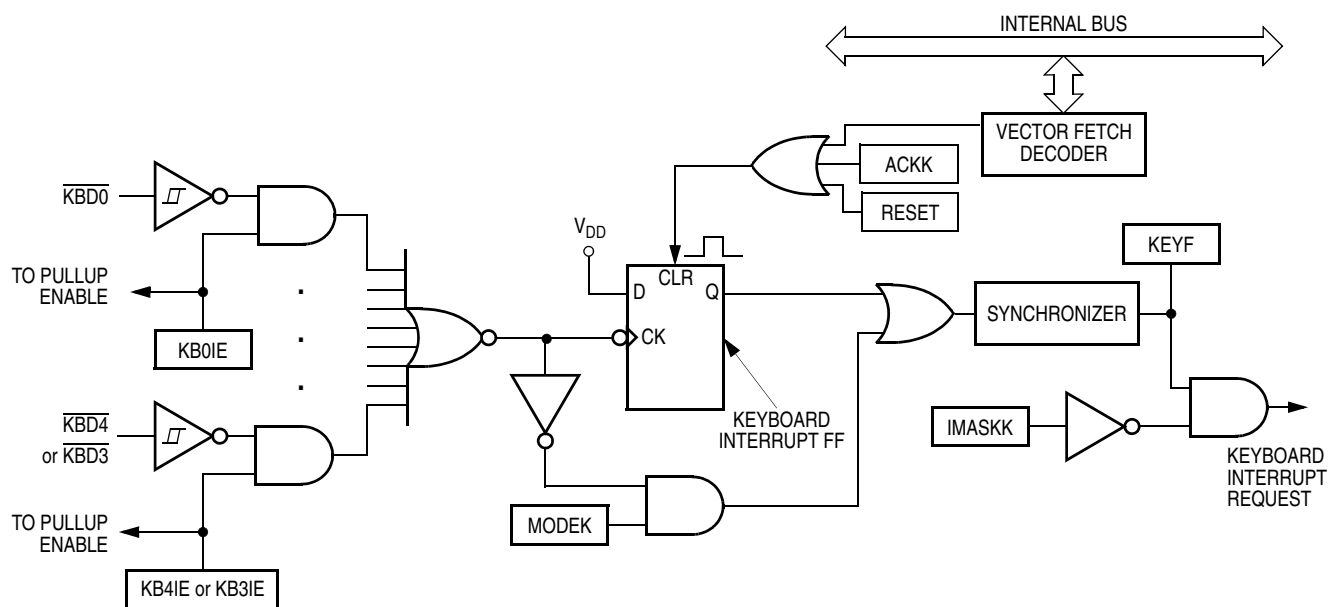 INTERNAL BUS
VECTOR FETCH
DECODER
ACKK
RESET
KBD0
TO PULLUP
ENABLE
KB0IE
.
.
.
VDD
CLR
D
Q
CK
KEYBOARD
INTERRUPT FF
SYNCHRONIZER
KEYF
IMASKK
KEYBOARD
INTERRUPT
REQUEST
MODEK
KBD4
or KBD3
TO PULLUP
ENABLE
KB4IE or KB3IE